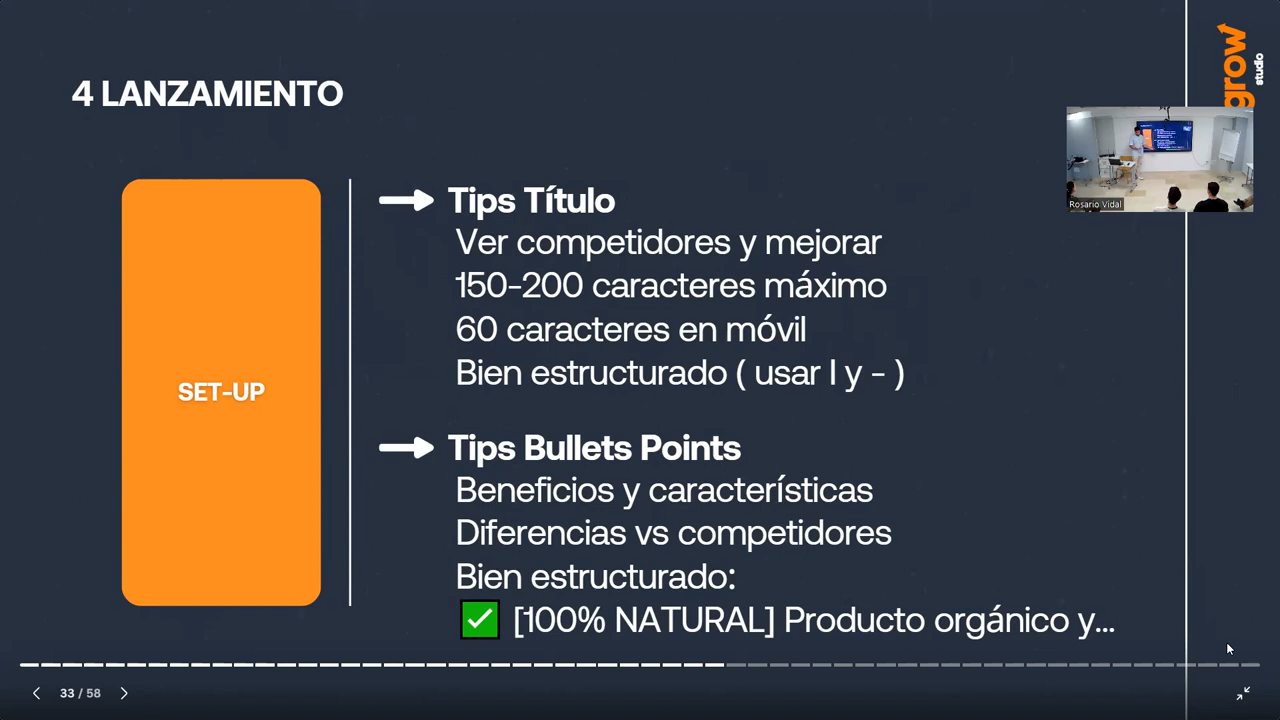 4 LANZAMIENTO
grow
studio
Rosario Vidal
SET-UP
Tips Título
Ver competidores y mejorar
150-200 caracteres máximo
60 caracteres en móvil
Bien estructurado ( usar | y - )
Tips Bullets Points
Beneficios y características
Diferencias vs competidores
Bien estructurado:
✅ [100% NATURAL] Producto orgánico y...
33 / 58